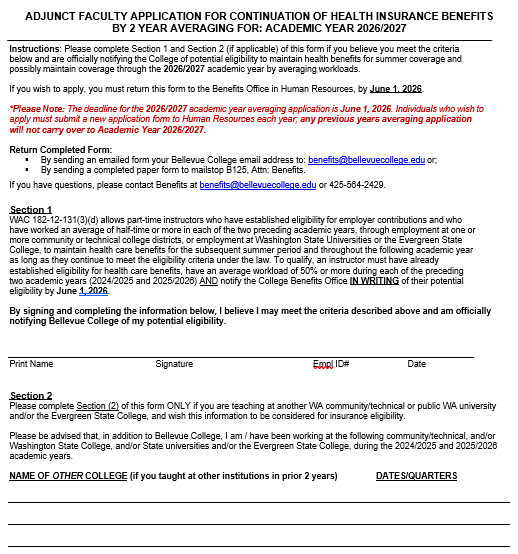 ADJUNCT FACULTY APPLICATION FOR CONTINUATION OF HEALTH INSURANCE BENEFITS
BY 2 YEAR AVERAGING FOR: ACADEMIC YEAR 2026/2027
Instructions: Please complete Section 1 and Section 2 (if applicable) of this form if you believe you meet the criteria
below and are officially notifying the College of potential eligibility to maintain health benefits for summer coverage and
possibly maintain coverage through the 2026/2027 academic year by averaging workloads.
If you wish to apply, you must return this form to the Benefits Office in Human Resources, by June 1, 2026.
*Please Note: The deadline for the 2026/2027 academic year averaging application is June 1, 2026. Individuals who wish to
apply must submit a new application form to Human Resources each year; any previous years averaging application
will not carry over to Academic Year 2026/2027.
Return Completed Form:
▪ By sending an emailed form your Bellevue College email address to: benefits@bellevuecollege.edu or;
▪ By sending a completed paper form to mailstop B125, Attn: Benefits.
If you have questions, please contact Benefits at benefits@bellevuecollege.edu or 425-564-2429.
Section 1
WAC 182-12-131(3)(d) allows part-time instructors who have established eligibility for employer contributions and who
have worked an average of half-time or more in each of the two preceding academic years, through employment at one or
more community or technical college districts, or employment at Washington State Universities or the Evergreen State
College, to maintain health benefits for the subsequent summer period and throughout the following academic year
as long as they continue to meet the eligibility criteria under the law. To qualify, an instructor must have already
established eligibility for health care benefits, have an average workload of 50% or more during each of the preceding
two academic years (2024/2025 and 2025/2026) AND notify the College Benefits Office IN WRITING of their potential
eligibility by June 1,2026.
By signing and completing the information below, I believe I may meet the criteria described above and am officially
notifying Bellevue College of my potential eligibility.
Print Name Signature Empl ID# Date
Section 2
Please complete Section (2) of this form ONLY if you are teaching at another WA community/technical or public WA university
and/or the Evergreen State College, and wish this information to be considered for insurance eligibility.
Please be advised that, in addition to Bellevue College, I am / have been working at the following community/technical, and/or
Washington State College, and/or State universities and/or the Evergreen State College, during the 2024/2025 and 2025/2026
academic years.
NAME OF OTHER COLLEGE (if you taught at other institutions in prior 2 years) DATES/QUARTERS